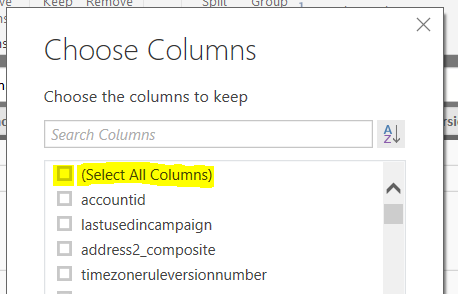 Keep Remove Split Group
Choose Columns
Choose the columns to keep
Search Columns
A
Z
(Select All Columns)
accountid
lastusedincampaign
address2_composite
timezoneruleversionnumber